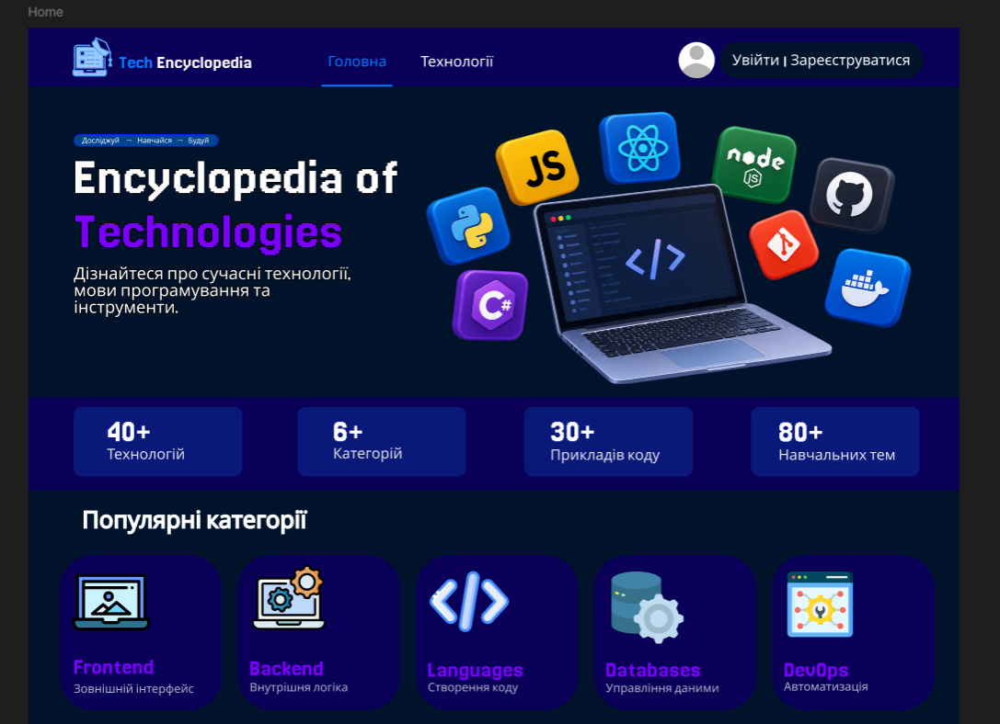 Home
Tech Encyclopedia
Головна
Технології
Увійти | Зареєструватися
Досліджуй → Навчайся → Будуй
Encyclopedia of
Technologies
Дізнайтеся про сучасні технології,
мови програмування та
інструменти.
JS
node
JS
C#
</>
40+
Технологій
6+
Категорій
30+
Прикладів коду
80+
Навчальних тем
Популярні категорії
Frontend
Зовнішній інтерфейс
Backend
Внутрішня логіка
Languages
Створення коду
Databases
Управління даними
DevOps
Автоматизація